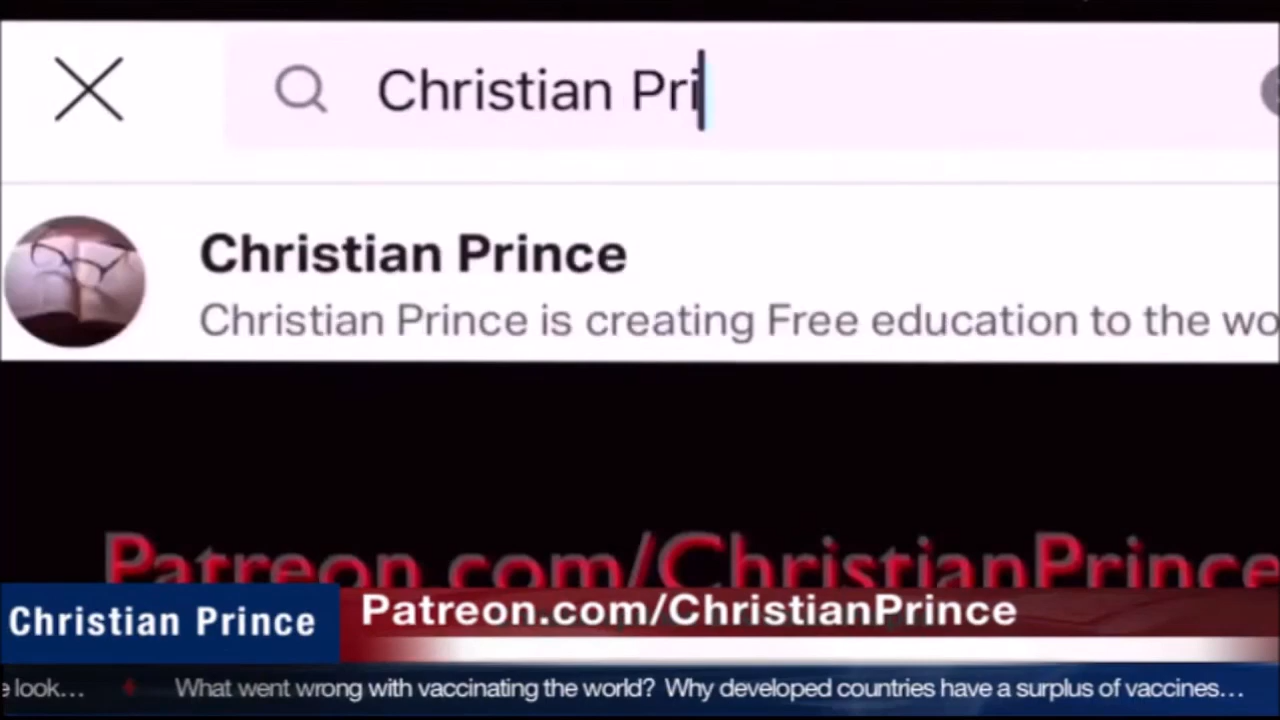 Christian Pri
Christian Prince
Christian Prince is creating Free education to the wo
Patreon.com/ChristianPrince
Christian Prince
Patreon.com/ChristianPrince
e look... What went wrong with vaccinating the world? Why developed countries have a surplus of vaccines...